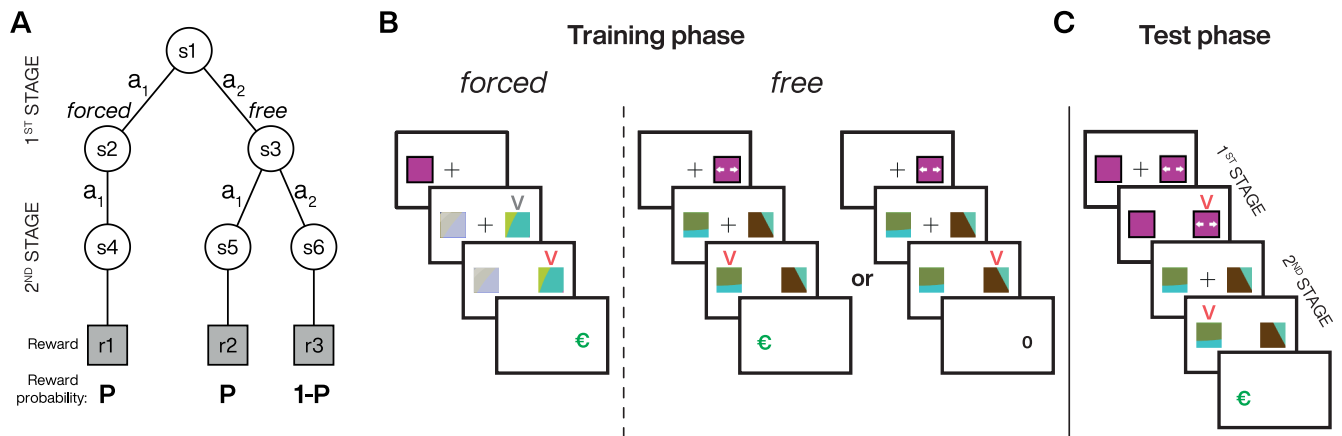 A
s1
a1
a2
forced
free
1ST STAGE
s2
s3
a1
a1
a2
2ND STAGE
s4
s5
s6
Reward
r1
r2
r3
Reward
probability:
P
P
1-P
B
Training phase
forced
free
+
V
+
V
€
+
+
V
€
or
+
+
V
0
C
Test phase
+
1ST STAGE
V
+
2ND STAGE
V
€